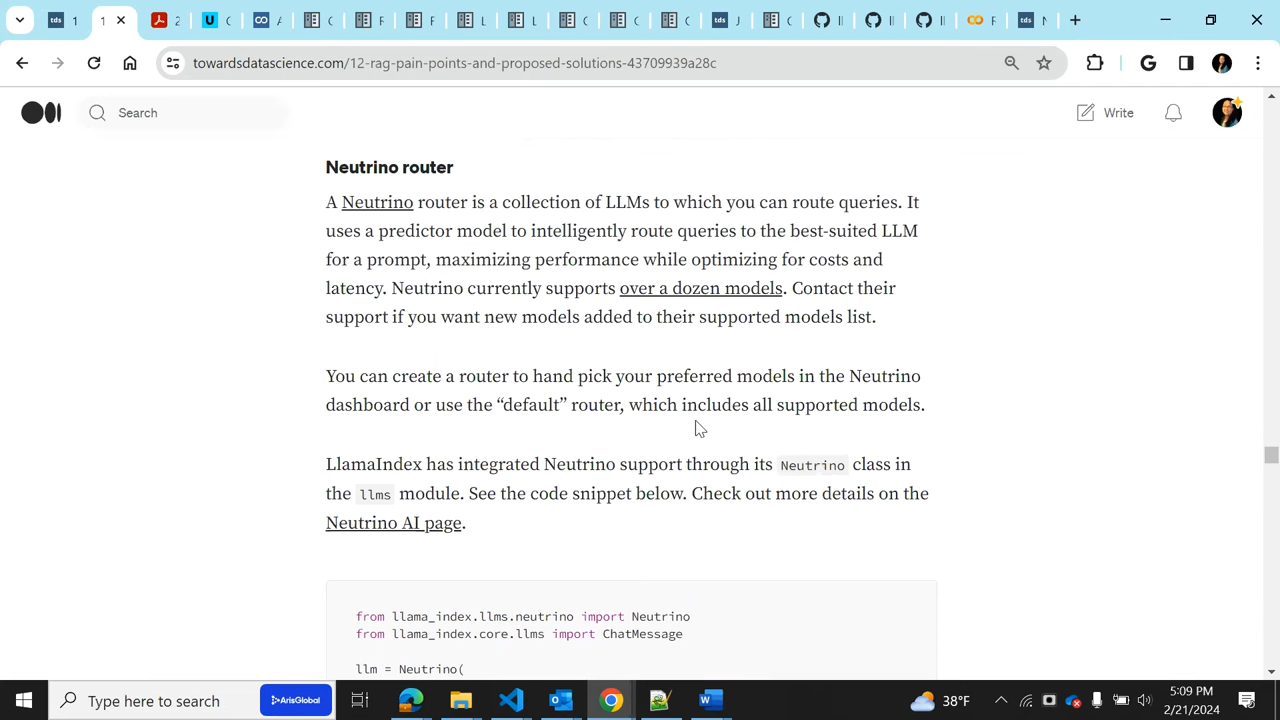 1
1
2
C
A
C
F
F
L
L
C
C
C
J
C
II
II
II
F
N
towardsdatascience.com/12-rag-pain-points-and-proposed-solutions-43709939a28c
Search
Write
Neutrino router
A Neutrino router is a collection of LLMs to which you can route queries. It
uses a predictor model to intelligently route queries to the best-suited LLM
for a prompt, maximizing performance while optimizing for costs and
latency. Neutrino currently supports over a dozen models. Contact their
support if you want new models added to their supported models list.
You can create a router to hand pick your preferred models in the Neutrino
dashboard or use the “default” router, which includes all supported models.
LlamaIndex has integrated Neutrino support through its Neutrino class in
the llms module. See the code snippet below. Check out more details on the
Neutrino AI page.
from llama_index.llms.neutrino import Neutrino
from llama_index.core.llms import ChatMessage
llm = Neutrino(
Type here to search
ArisGlobal
38°F
5:09 PM
2/21/2024